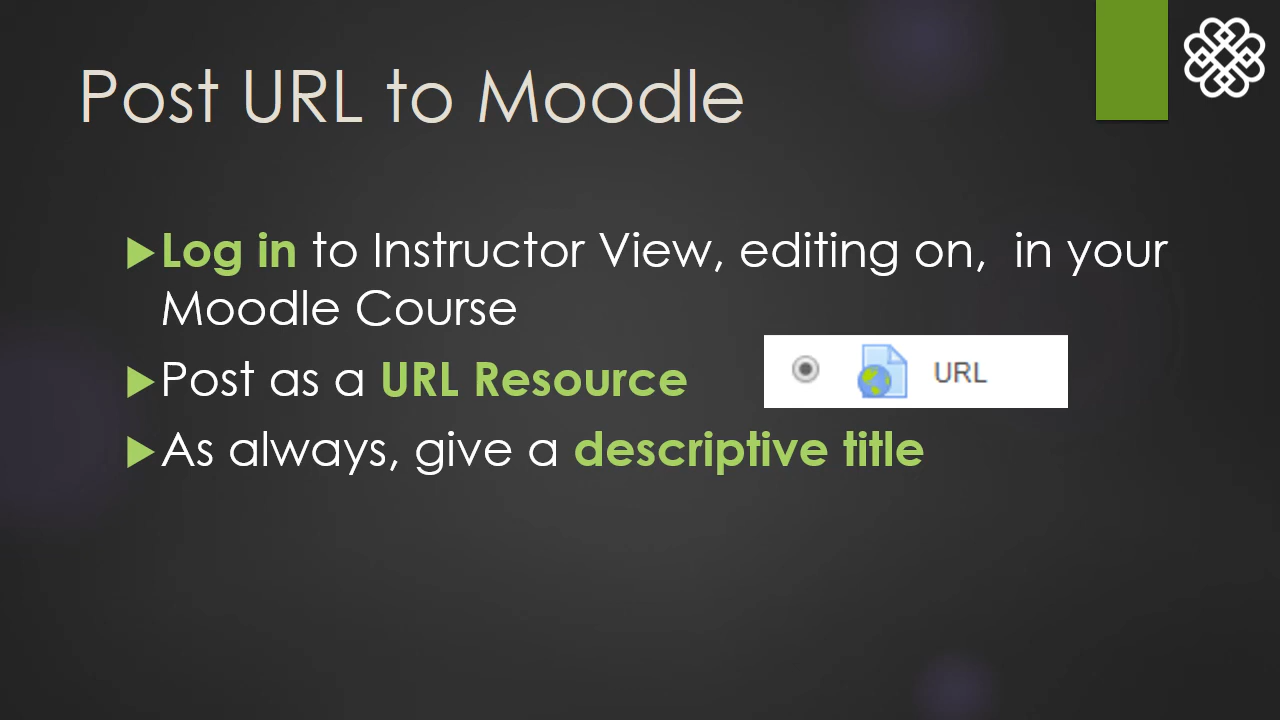 Post URL to Moodle
Log in to Instructor View, editing on,  in your
Moodle Course
Post as a URL Resource
URL
As always, give a descriptive title